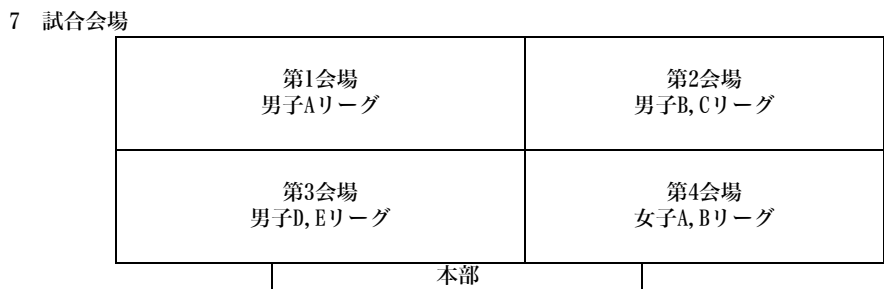 7 試合会場
第1会場
男子Aリーグ
第2会場
男子B,Cリーグ
第3会場
男子D,Eリーグ
第4会場
女子A,Bリーグ
本部